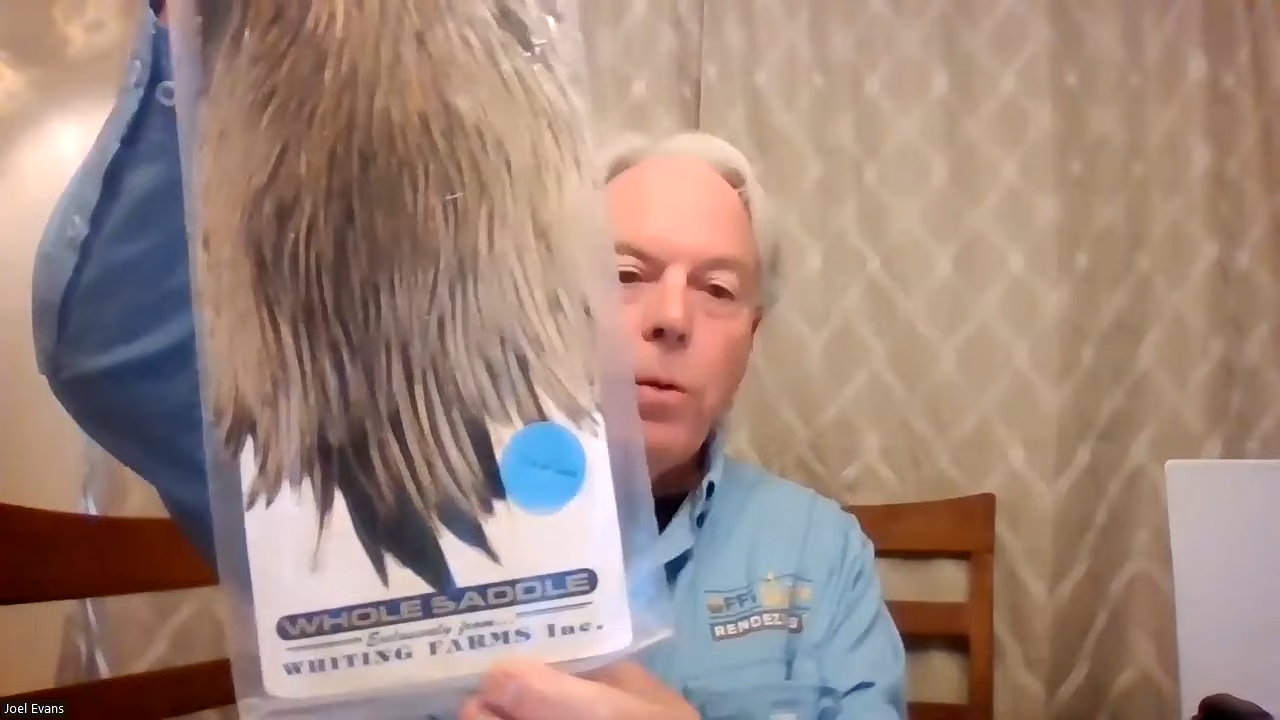 WHOLE SADDLE
Exclusively from...
WHITING FARMS Inc.
RENDEZ
Joel Evans